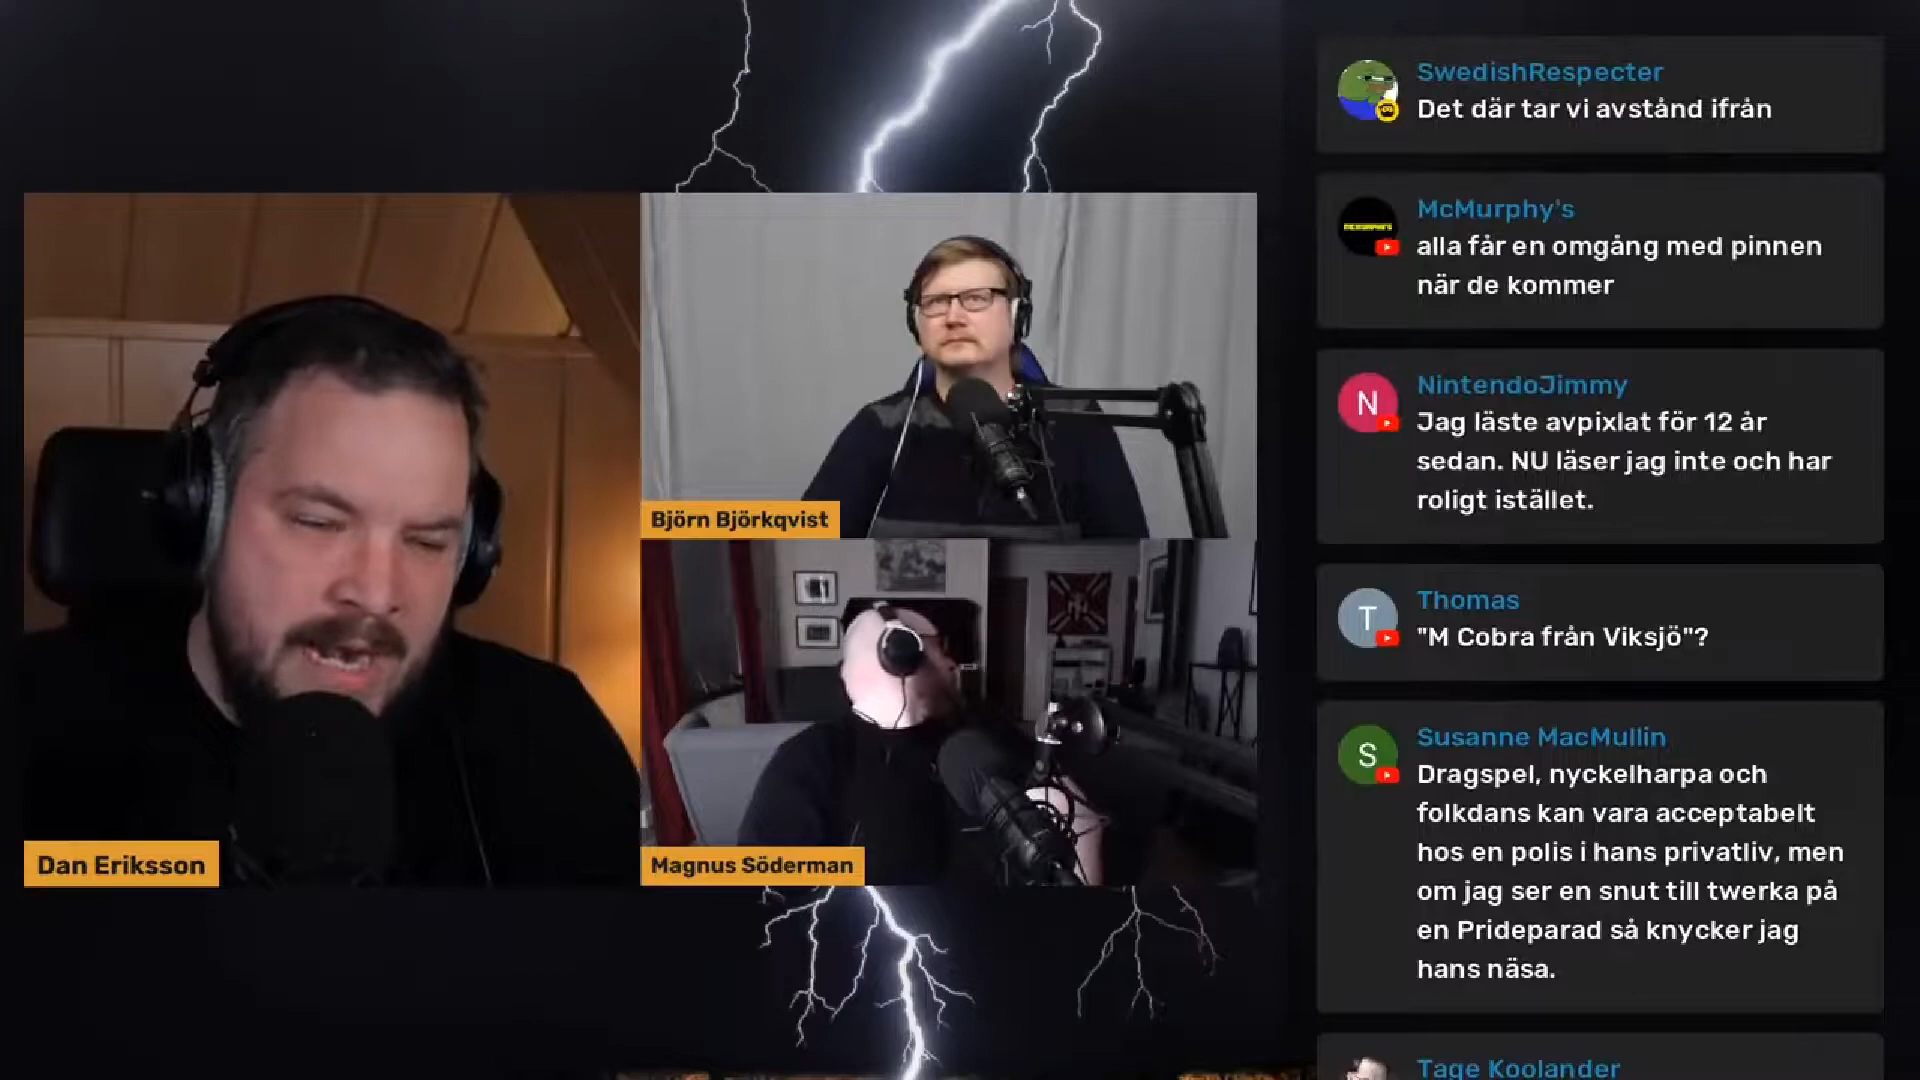 Dan Eriksson
Björn Björkqvist
Magnus Söderman
SwedishRespecter
Det där tar vi avstånd ifrån
McMURPHY'S
McMurphy's
alla får en omgång med pinnen
när de kommer
N
NintendoJimmy
Jag läste avpixlat för 12 år
sedan. NU läser jag inte och har
roligt istället.
T
Thomas
"M Cobra från Viksjö"?
S
Susanne MacMullin
Dragspel, nyckelharpa och
folkdans kan vara acceptabelt
hos en polis i hans privatliv, men
om jag ser en snut till twerka på
en Prideparad så knycker jag
hans näsa.
Tage Koolander